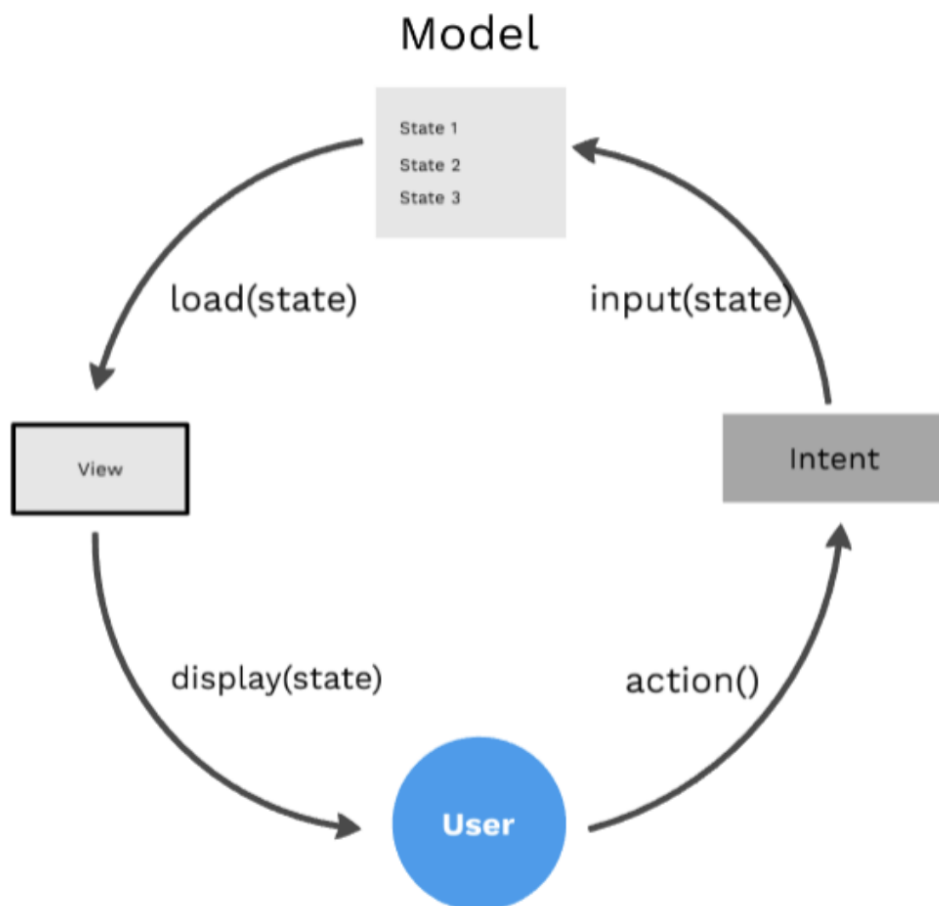 Model
State 1
State 2
State 3
load(state)
input(state)
View
Intent
display(state)
action()
User